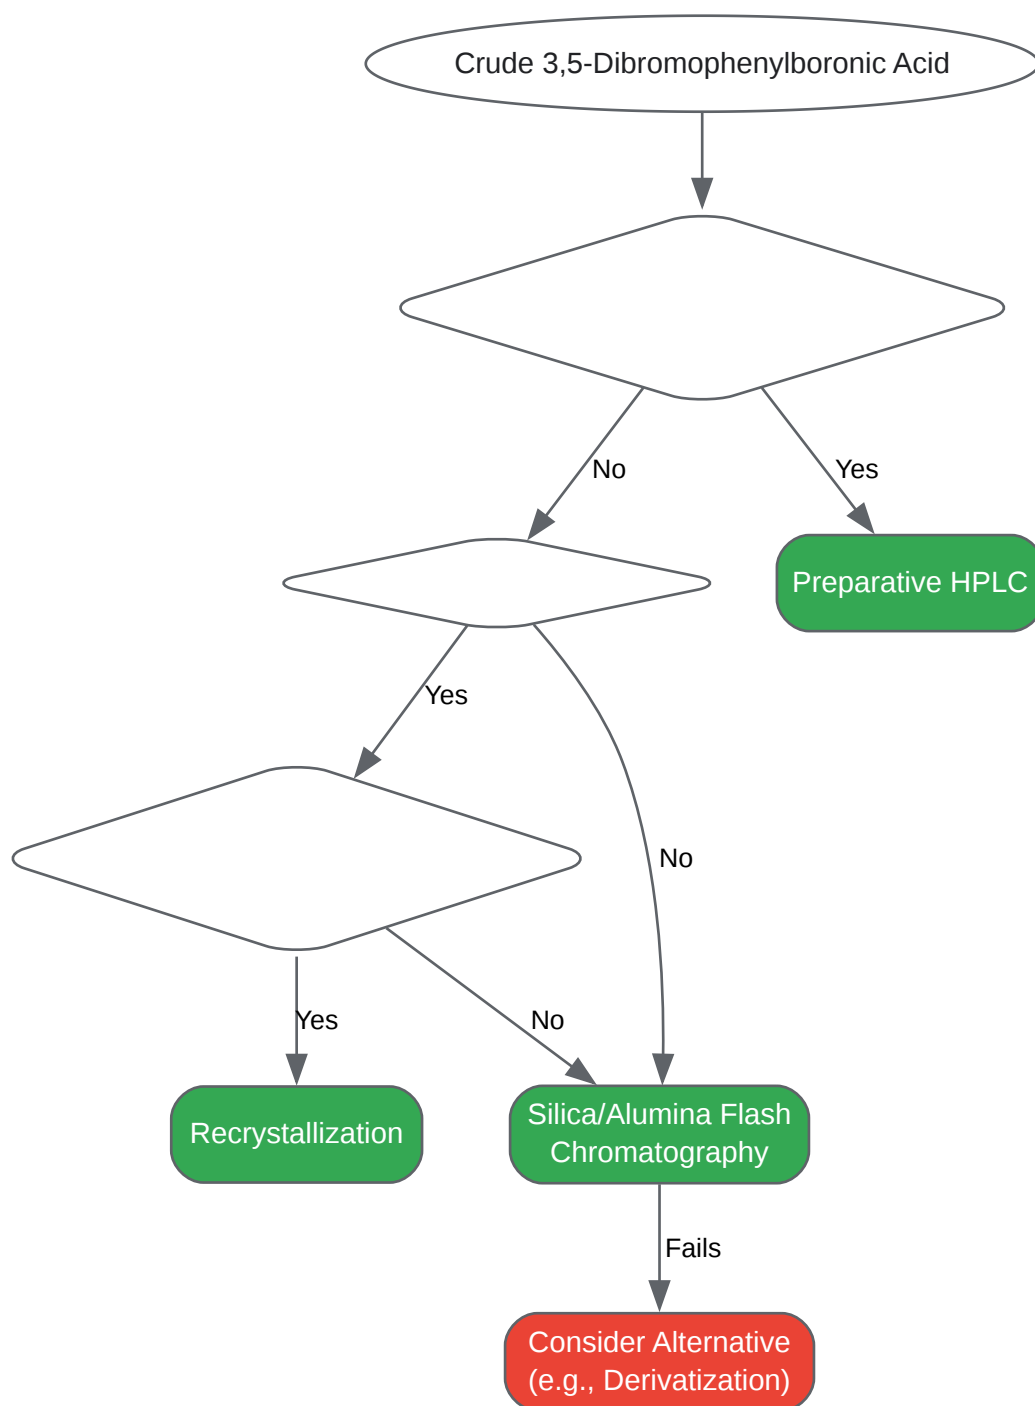 Crude 3,5-Dibromophenylboronic Acid
No
Yes
Preparative HPLC
Yes
No
Yes
No
Recrystallization
Silica/Alumina Flash
Chromatography
Fails
Consider Alternative
(e.g., Derivatization)